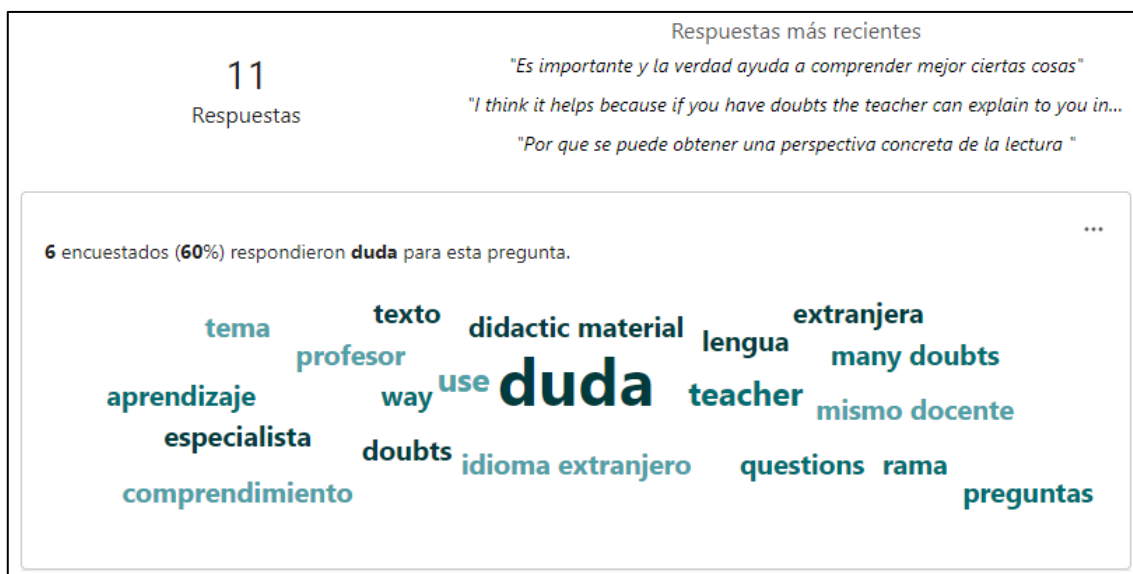 11
Respuestas
Respuestas más recientes
"Es importante y la verdad ayuda a comprender mejor ciertas cosas"
"I think it helps because if you have doubts the teacher can explain to you in...
"Por que se puede obtener una perspectiva concreta de la lectura "
...
6 encuestados (60%) respondieron duda para esta pregunta.
tema texto didactic material lengua extranjera
profesor many doubts
aprendizaje way use duda teacher mismo docente
especialista doubts idioma extranjero questions rama
comprendimiento preguntas